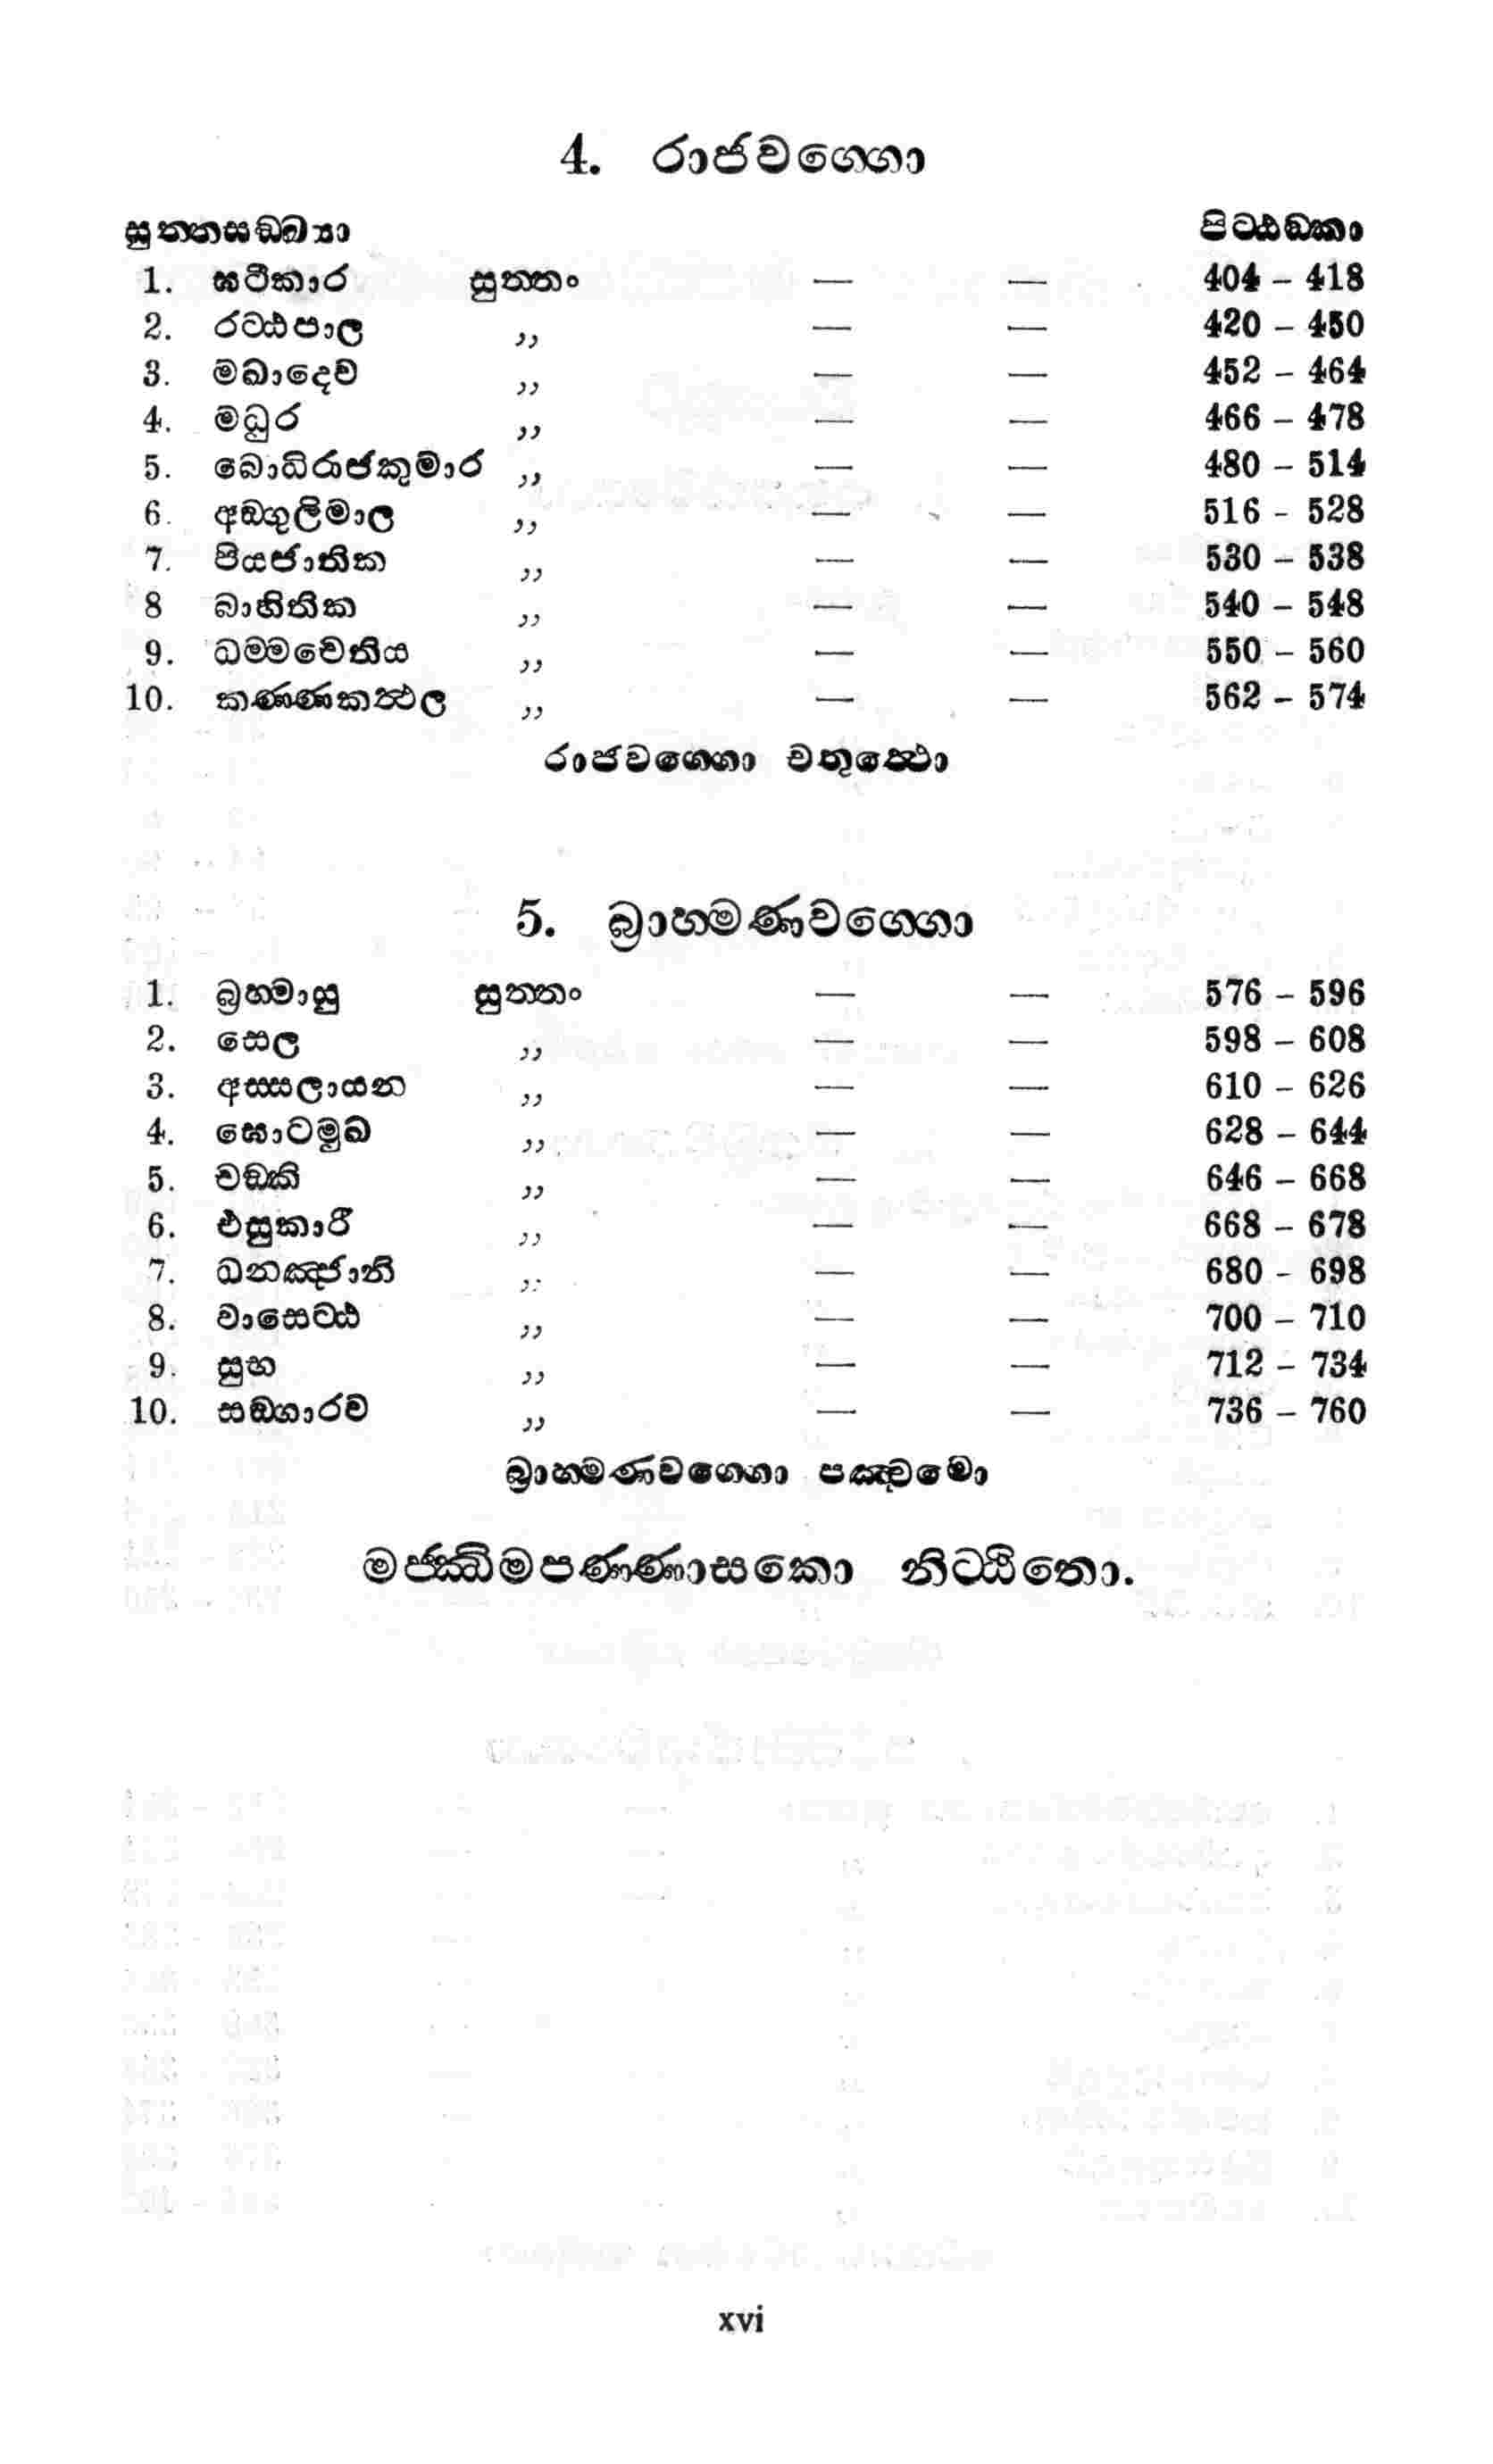 4. රාජවග්ගො
සුත්තසඞ්ඛ්‍යා පිට්ඨඞ්කා
1. ඝටීකාර සුත්තං — — 404 – 418
2. රට්ඨපාල ,, — — 420 – 450
3. මඛාදෙව ,, — — 452 – 464
4. මධුර ,, — — 466 – 478
5. බොධිරාජකුමාර ,, — — 480 – 514
6. අඞ්ගුලිමාල ,, — — 516 - 528
7. පියජාතික ,, — — 530 – 538
8 බාහිතික ,, — — 540 – 548
9. ධම්මචෙතිය ,, — — 550 – 560
10. කණ්ණකත්‍ථල ,, — — 562 – 574
රාජවග්ගො චතුත්‍ථො
5. බ්‍රාහ්මණවග්ගො
1. බ්‍රහ්මායු සුත්තං — — 576 – 596
2. සෙල ,, — — 598 – 608
3. අස්සලායන ,, — — 610 – 626
4. ඝොටමුඛ ,, — — 628 – 644
5. චඞ්කි ,, — — 646 – 668
6. එසුකාරී ,, — — 668 – 678
7. ධනඤ්ජානි ,, — — 680 - 698
8. වාසෙට්ඨ ,, — — 700 – 710
9. සුභ ,, — — 712 – 734
10. සඞ්ගාරව ,, — — 736 – 760
බ්‍රාහ්මණවග්ගො පඤ්චමො
මජ්ඣිමපණ්ණාසකො නිට්ඨිතො.
xvi